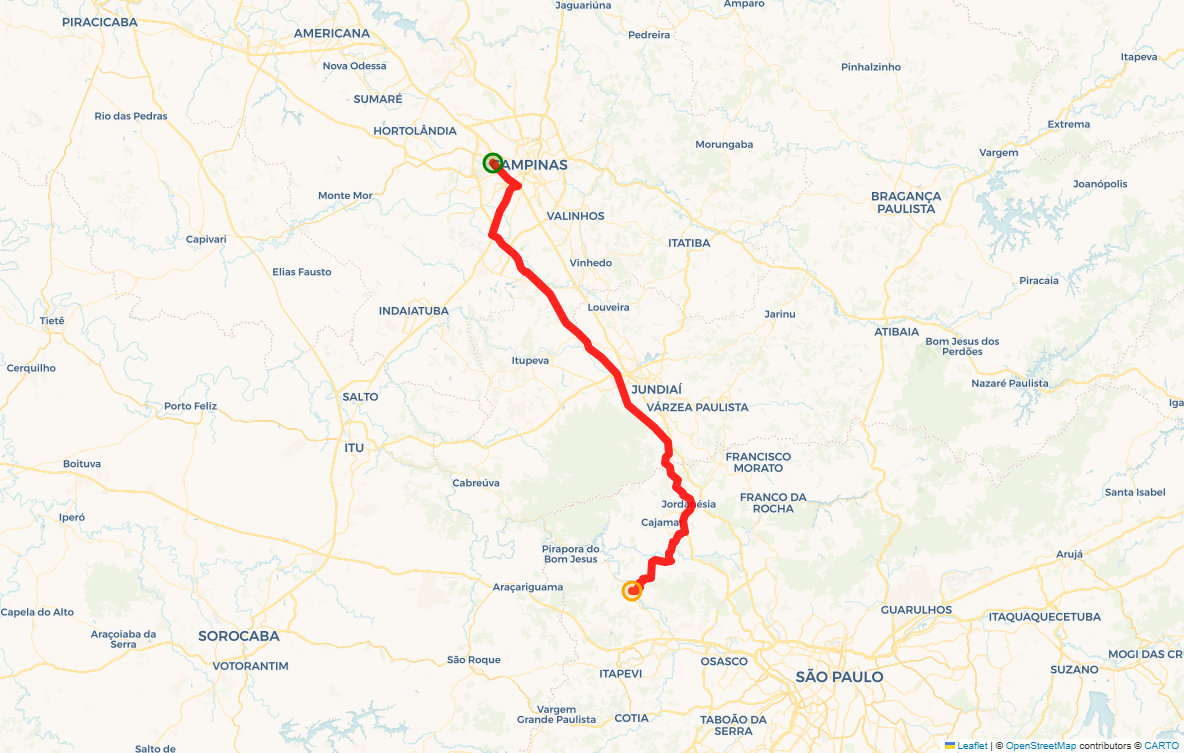 Jaguariúna
Amparo
PIRACICABA
AMERICANA
Pedreira
Itapeva
Nova Odessa
Pinhalzinho
SUMARÉ
Rio das Pedras
HORTOLÂNDIA
Extrema
Morungaba
Vargem
CAMPINAS
Joanópolis
Monte Mor
BRAGANÇA
PAULISTA
VALINHOS
Capivari
ITATIBA
Vinhedo
Elias Fausto
Piracaia
Louveira
INDAIATUBA
Jarinu
Tietê
ATIBAIA
Bom Jesus dos
Perdões
Itupeva
Cerquilho
Nazaré Paulista
JUNDIAÍ
SALTO
Iga
Porto Feliz
VÁRZEA PAULISTA
ITU
FRANCISCO
MORATO
Boituva
Cabreúva
Santa Isabel
FRANCO DA
ROCHA
Jordanésia
Iperó
Cajamar
Pirapora do
Bom Jesus
Arujá
Araçariguama
Capela do Alto
GUARULHOS
ITAQUAQUECETUBA
Araçoiaba da
Serra
SOROCABA
MOGI DAS CR
São Roque
OSASCO
VOTORANTIM
SUZANO
ITAPEVI
SÃO PAULO
Vargem
Grande Paulista
COTIA
TABOÃO DA
SERRA
Salto de
Leaflet | © OpenStreetMap contributors © CARTO